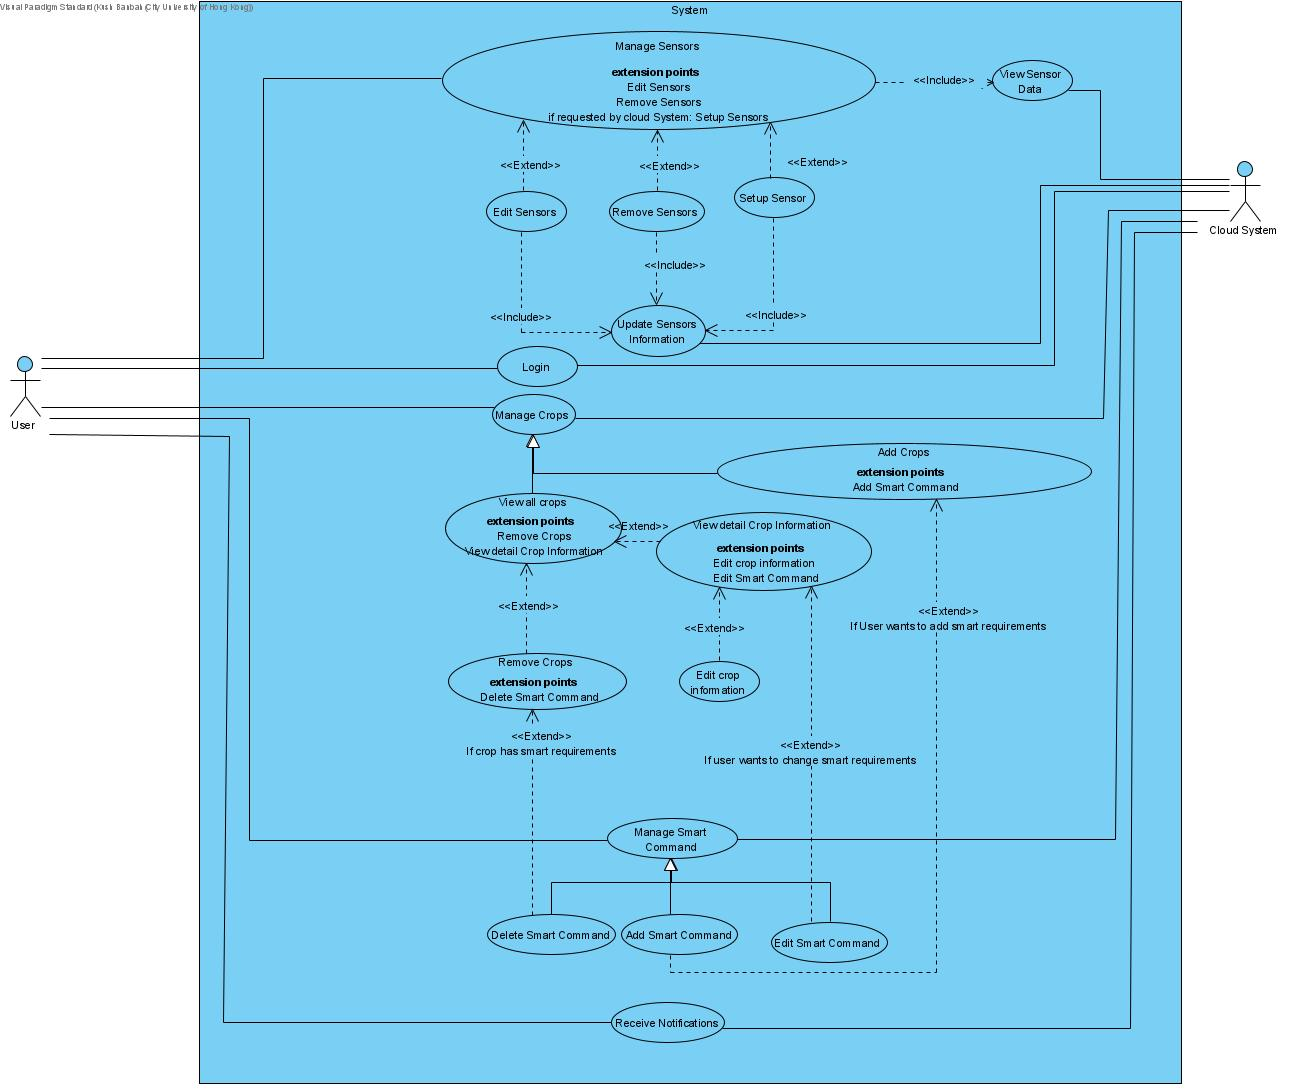 Visual Paradigm Standard (Kush Banbah (City University of Hong Kong))
System
Manage Sensors
extension points
Edit Sensors
Remove Sensors
if requested by cloud System: Setup Sensors
<<Include>>
View Sensor
Data
<<Extend>>
<<Extend>>
<<Extend>>
Edit Sensors
Remove Sensors
Setup Sensor
<<Include>>
<<Include>>
<<Include>>
Update Sensors
Information
Cloud System
Login
User
Manage Crops
Add Crops
extension points
Add Smart Command
View all crops
extension points
Remove Crops
View detail Crop Information
<<Extend>>
View detail Crop Information
extension points
Edit crop information
Edit Smart Command
<<Extend>>
<<Extend>>
<<Extend>>
If User wants to add smart requirements
Remove Crops
extension points
Delete Smart Command
Edit crop
information
<<Extend>>
If crop has smart requirements
<<Extend>>
If user wants to change smart requirements
Manage Smart
Command
Delete Smart Command
Add Smart Command
Edit Smart Command
Receive Notifications